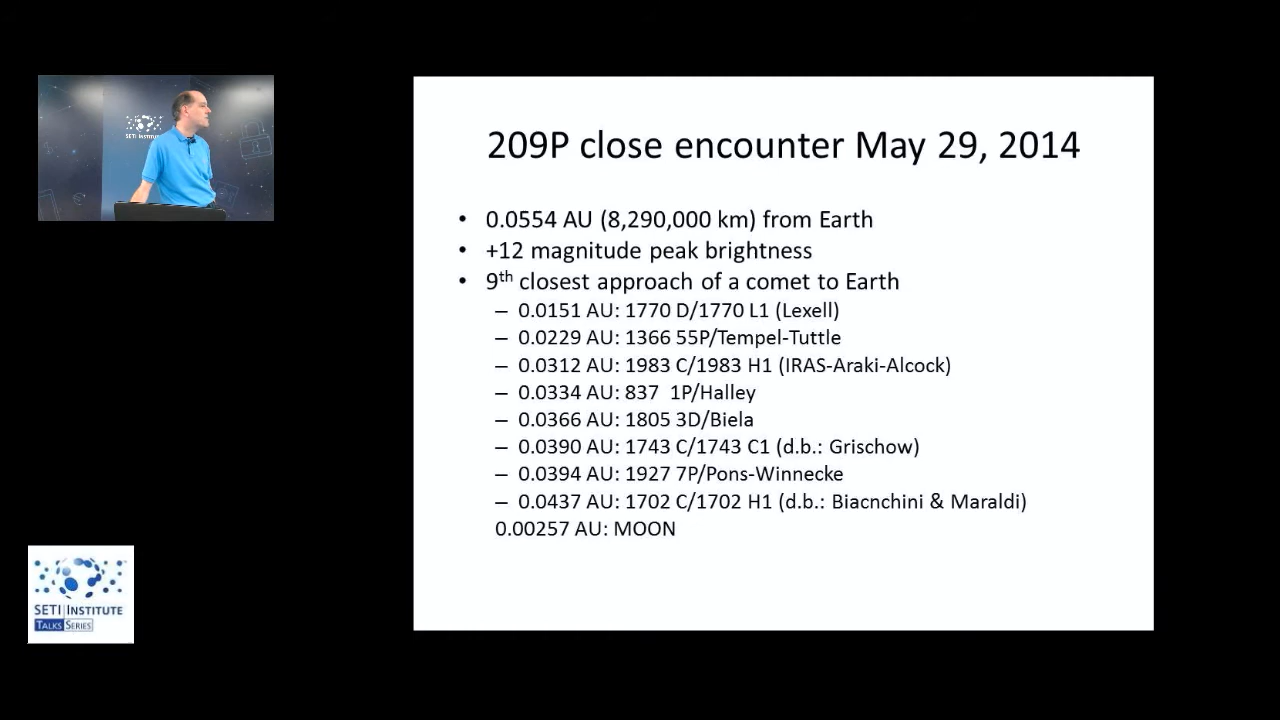 SETI Institute
209P close encounter May 29, 2014
• 0.0554 AU (8,290,000 km) from Earth
• +12 magnitude peak brightness
• 9th closest approach of a comet to Earth
– 0.0151 AU: 1770 D/1770 L1 (Lexell)
– 0.0229 AU: 1366 55P/Tempel-Tuttle
– 0.0312 AU: 1983 C/1983 H1 (IRAS-Araki-Alcock)
– 0.0334 AU: 837 1P/Halley
– 0.0366 AU: 1805 3D/Biela
– 0.0390 AU: 1743 C/1743 C1 (d.b.: Grischow)
– 0.0394 AU: 1927 7P/Pons-Winnecke
– 0.0437 AU: 1702 C/1702 H1 (d.b.: Biacnchini & Maraldi)
0.00257 AU: MOON
SETI INSTITUTE
TALKS SERIES